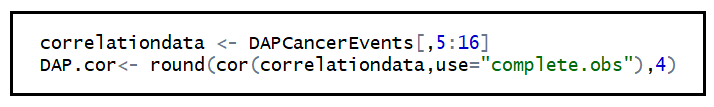 correlationdata <- DAPCancerEvents[,5:16]
DAP.cor<- round(cor(correlationdata,use="complete.obs"),4)